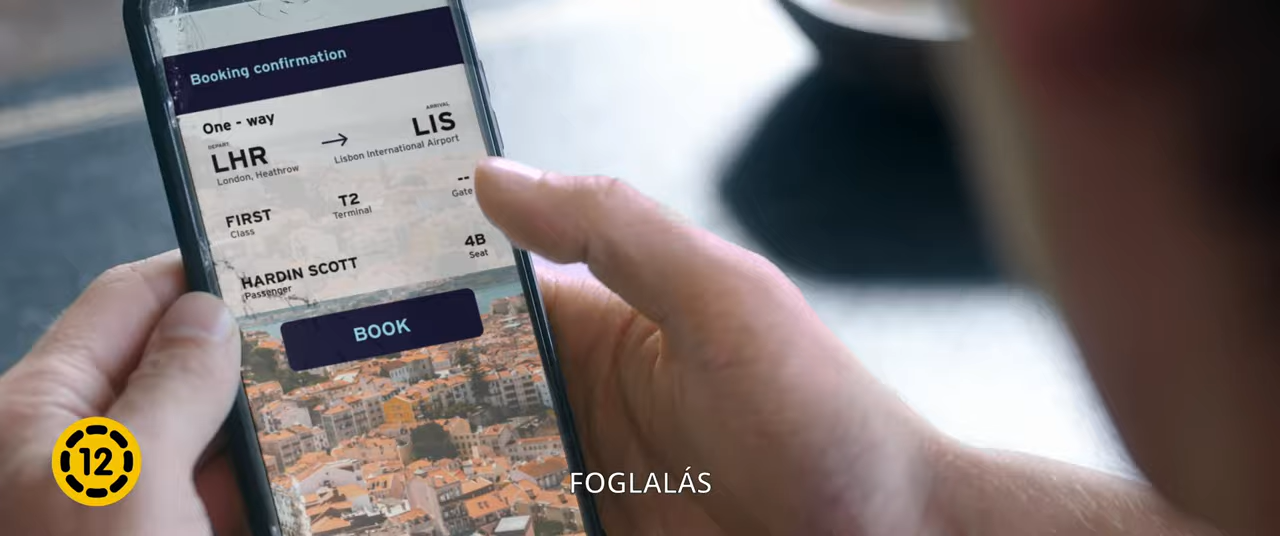 Booking confirmation
One - way
DEPART
LHR
London, Heathrow
→
ARRIVAL
LIS
Lisbon International Airport
FIRST
Class
T2
Terminal
--
Gate
HARDIN SCOTT
Passenger
4B
Seat
BOOK
12
FOGLALÁS